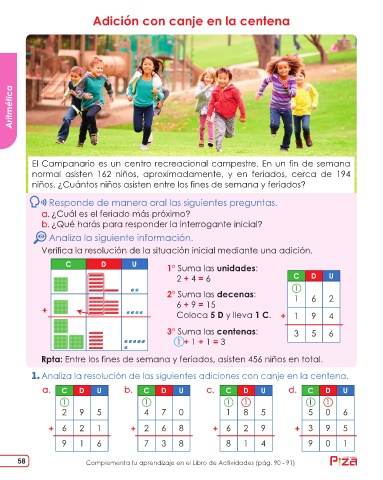 Adición con canje en la centena
Aritmética
El Campanario es un centro recreacional campestre. En un fin de semana
normal asisten 162 niños, aproximadamente, y en feriados, cerca de 194
niños. ¿Cuántos niños asisten entre los fines de semana y feriados?
Responde de manera oral las siguientes preguntas.
a. ¿Cuál es el feriado más próximo?
b. ¿Qué harás para responder la interrogante inicial?
Analiza la siguiente información.
Verifica la resolución de la situación inicial mediante una adición.
C D U
+
1° Suma las unidades:
2 + 4 = 6
2° Suma las decenas:
6 + 9 = 15
Coloca 5 D y lleva 1 C.
3° Suma las centenas:
1 + 1 + 1 = 3
C D U
1
1 6 2
+ 1 9 4
3 5 6
Rpta: Entre los fines de semana y feriados, asisten 456 niños en total.
1. Analiza la resolución de las siguientes adiciones con canje en la centena.
a. C D U
1
2 9 5
+ 6 2 1
9 1 6
b. C D U
1
4 7 0
+ 2 6 8
7 3 8
c. C D U
1 1
1 8 5
+ 6 2 9
8 1 4
d. C D U
1 1
5 0 6
+ 3 9 5
9 0 1
58
Complementa tu aprendizaje en el Libro de Actividades (pág. 90 - 91)
PIZA